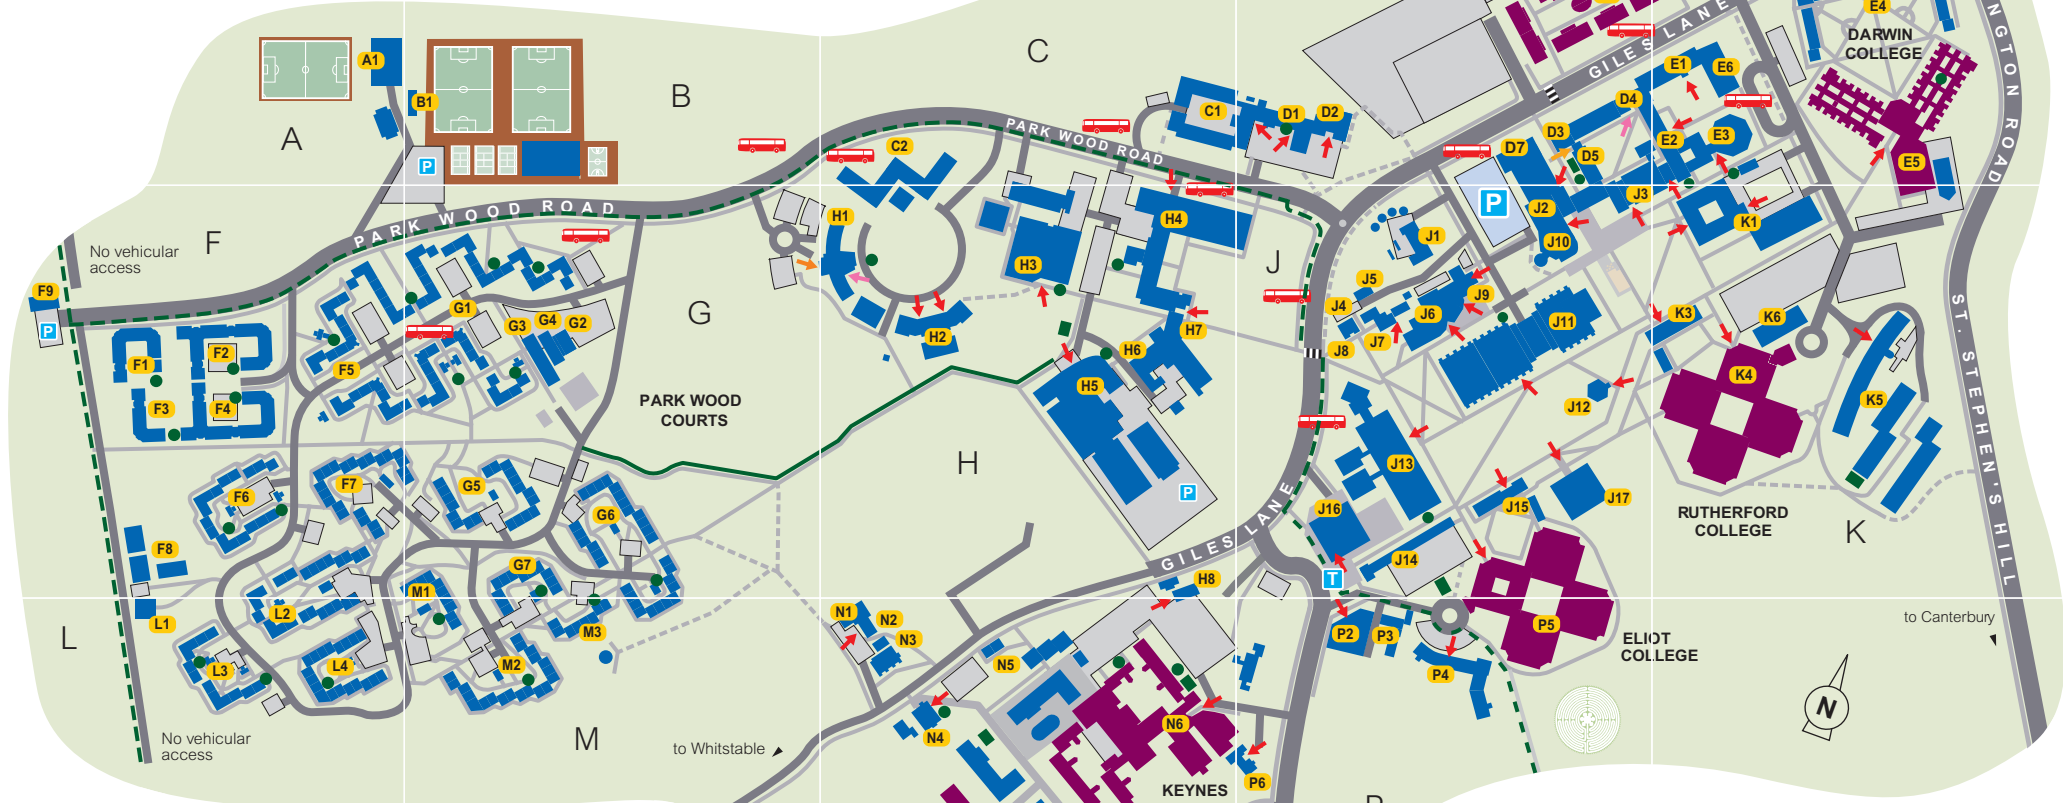 E4
DARWIN
COLLEGE
NGTON ROAD
GILES LANE
C
A1
B1
B
A
P
C1
D1
D2
D4
E1
E6
D3
D5
D7
E2
E3
E5
PARK WOOD ROAD
C2
PARK WOOD ROAD
P
H1
H4
J1
J2
J3
J10
K1
F
No vehicular
access
H3
J
F9
P
G1
G3
G4
G2
G
F1
F2
F5
F3
F4
H2
H6
H7
J5
J4
J9
J6
J7
J8
J11
K3
K6
ST. STEPHEN'S HILL
PARK WOOD
COURTS
H5
J12
K4
K5
H
J13
F6
F7
G5
G6
P
J16
J15
J17
RUTHERFORD
COLLEGE
K
F8
G7
GILES LANE
J14
T
H8
L
L1
L2
M1
M3
N1
N2
N3
P2
P3
P5
ELIOT
COLLEGE
to Canterbury
L3
L4
M2
N5
P4
N
No vehicular
access
M
to Whitstable
N4
N6
P6
KEYNES